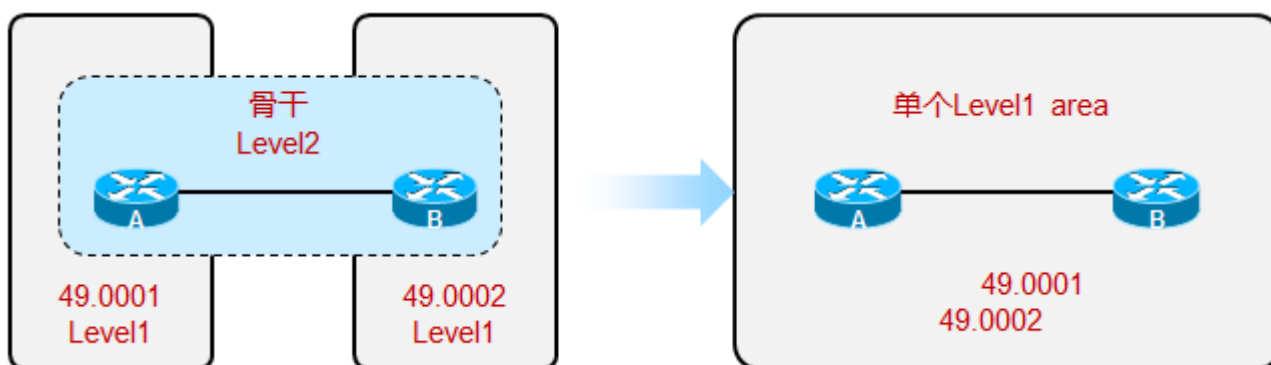 骨干
Level2
A
B
49.0001
Level1
49.0002
Level1
单个Level1 area
A
B
49.0001
49.0002